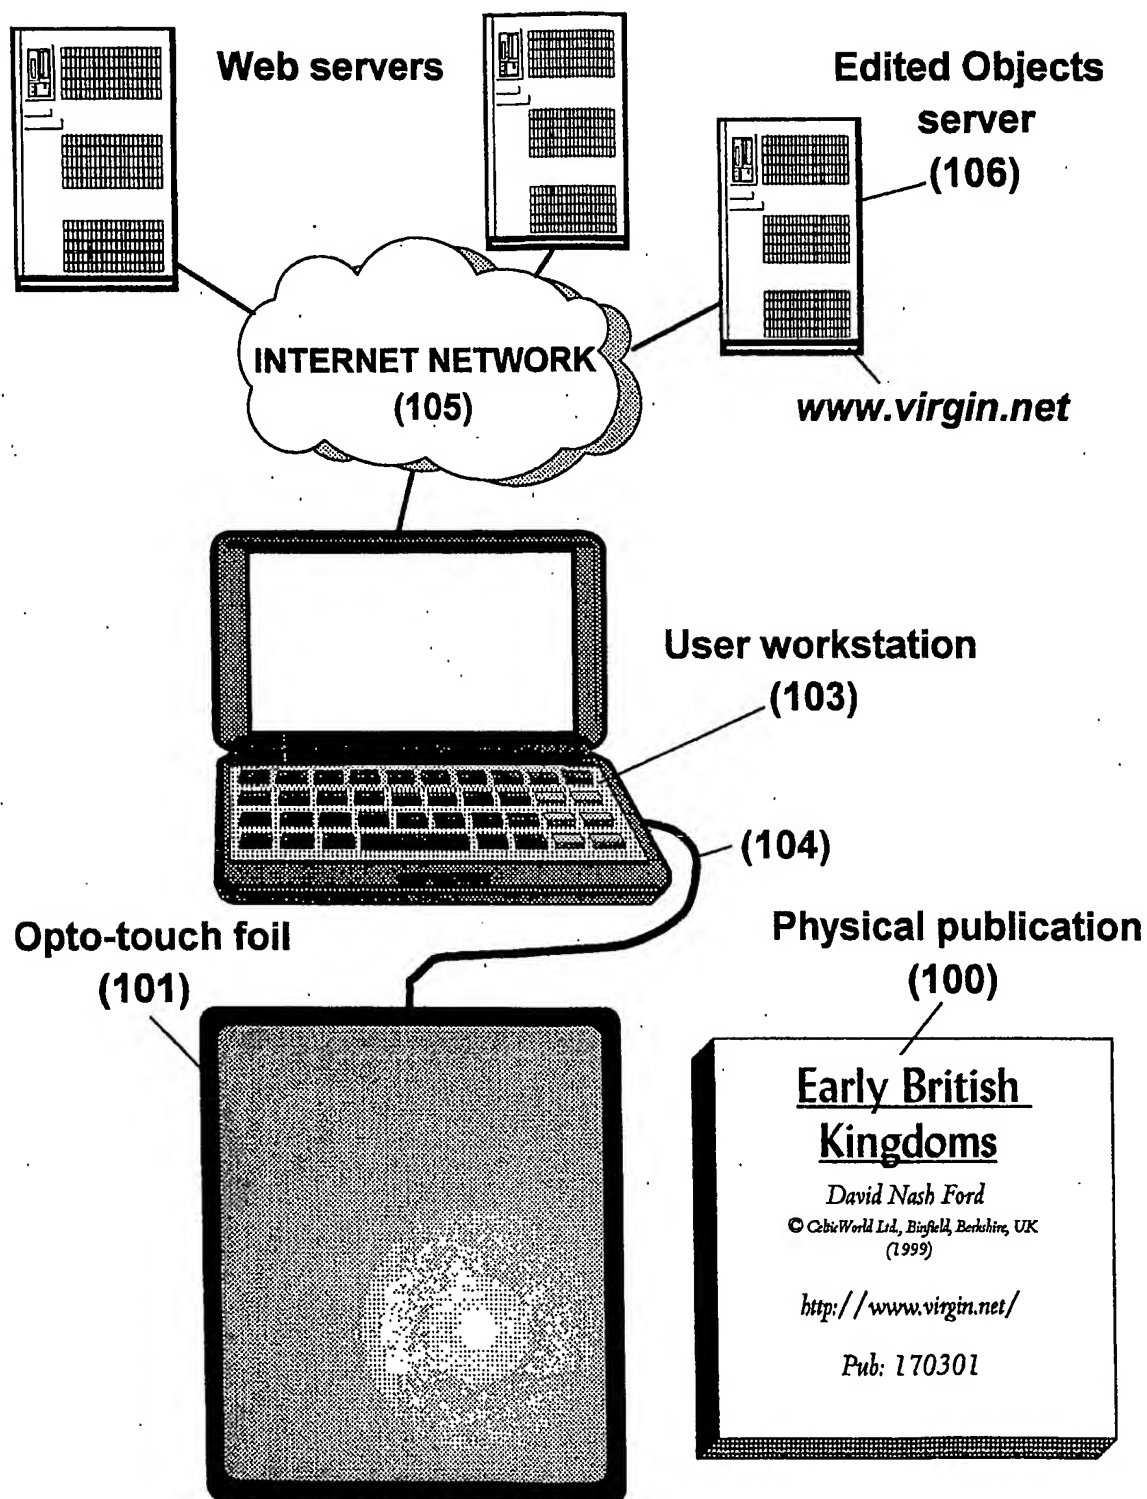 Web servers
Edited Objects
server
(106)
INTERNET NETWORK
(105)
www.virgin.net
User workstation
(103)
(104)
Opto-touch foil
(101)
Physical publication
(100)
Early British
Kingdoms
David Nash Ford
© CelticWorld Ltd., Binfield, Berkshire, UK
(1999)
http://www.virgin.net/
Pub: 170301